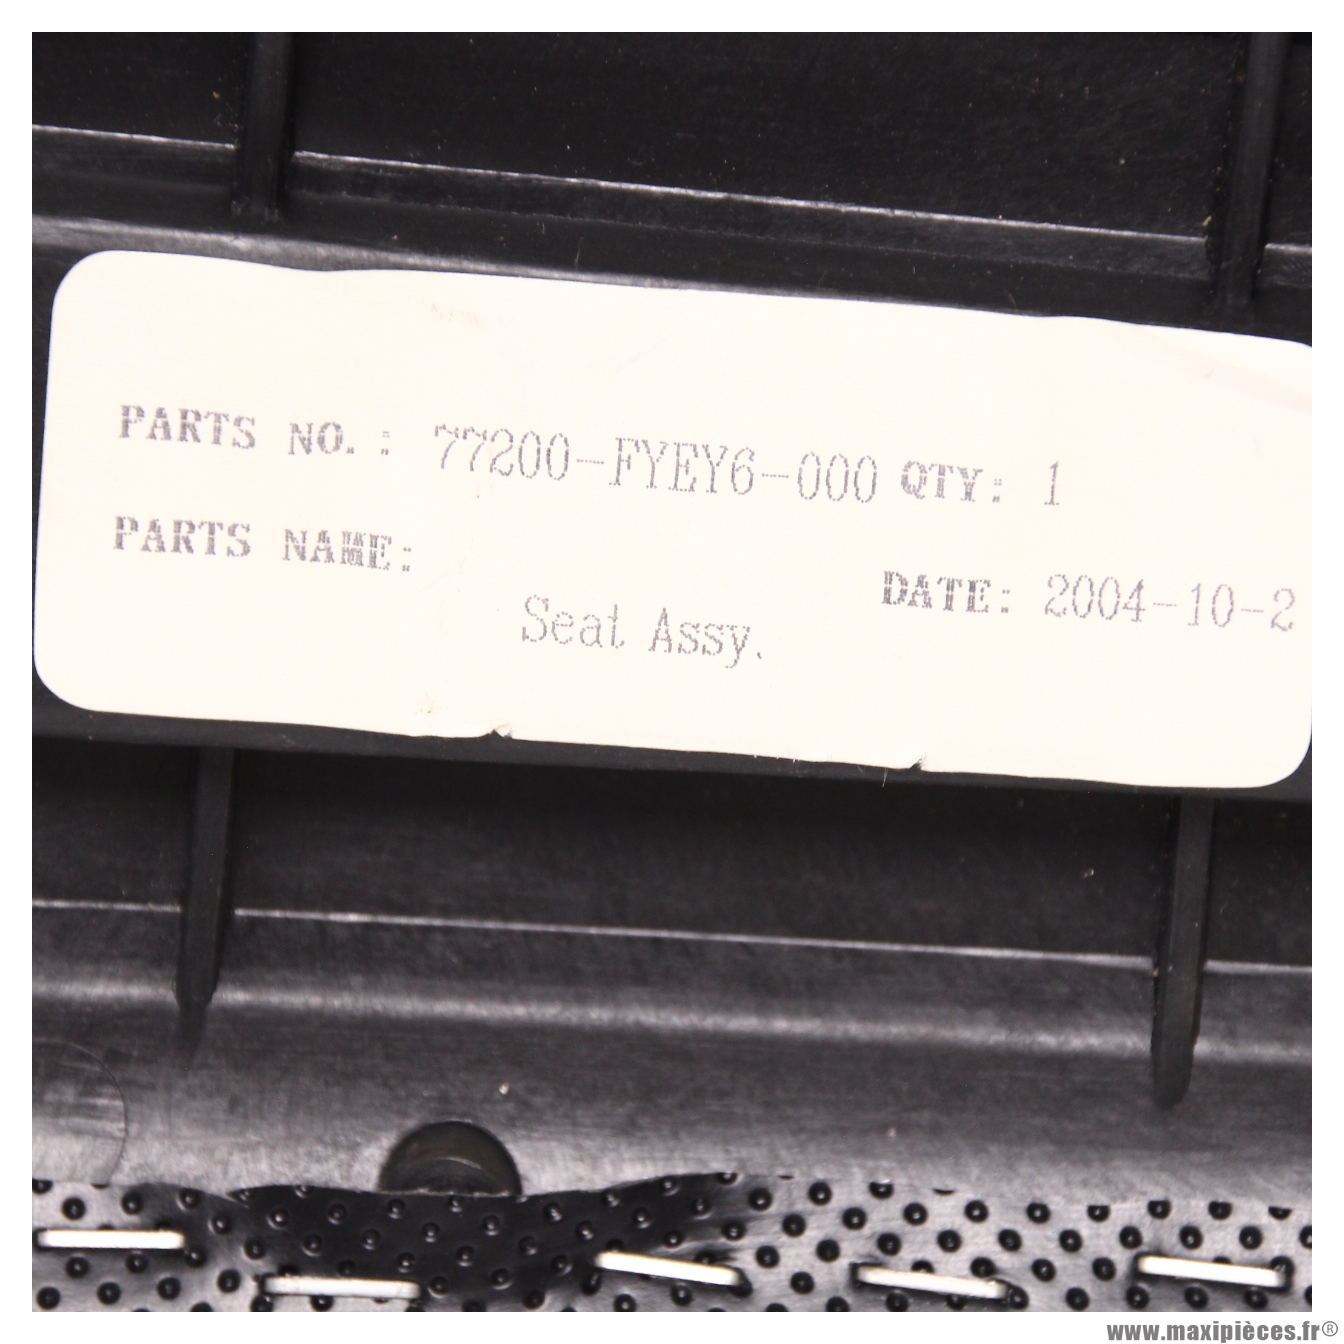 PARTS NO.: 77200-FYEY6-000 QTY: 1
PARTS NAME:
DATE: 2004-10-2
Seat Assy.
www.maxipièces.fr®